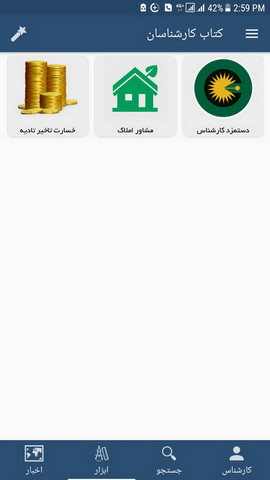 42% 2:59 PM
کتاب کارشناسان
دستمزد کارشناس
مشاور املاک
خسارت تاخیر تادیه
کارشناس
جستجو
ابزار
اخبار